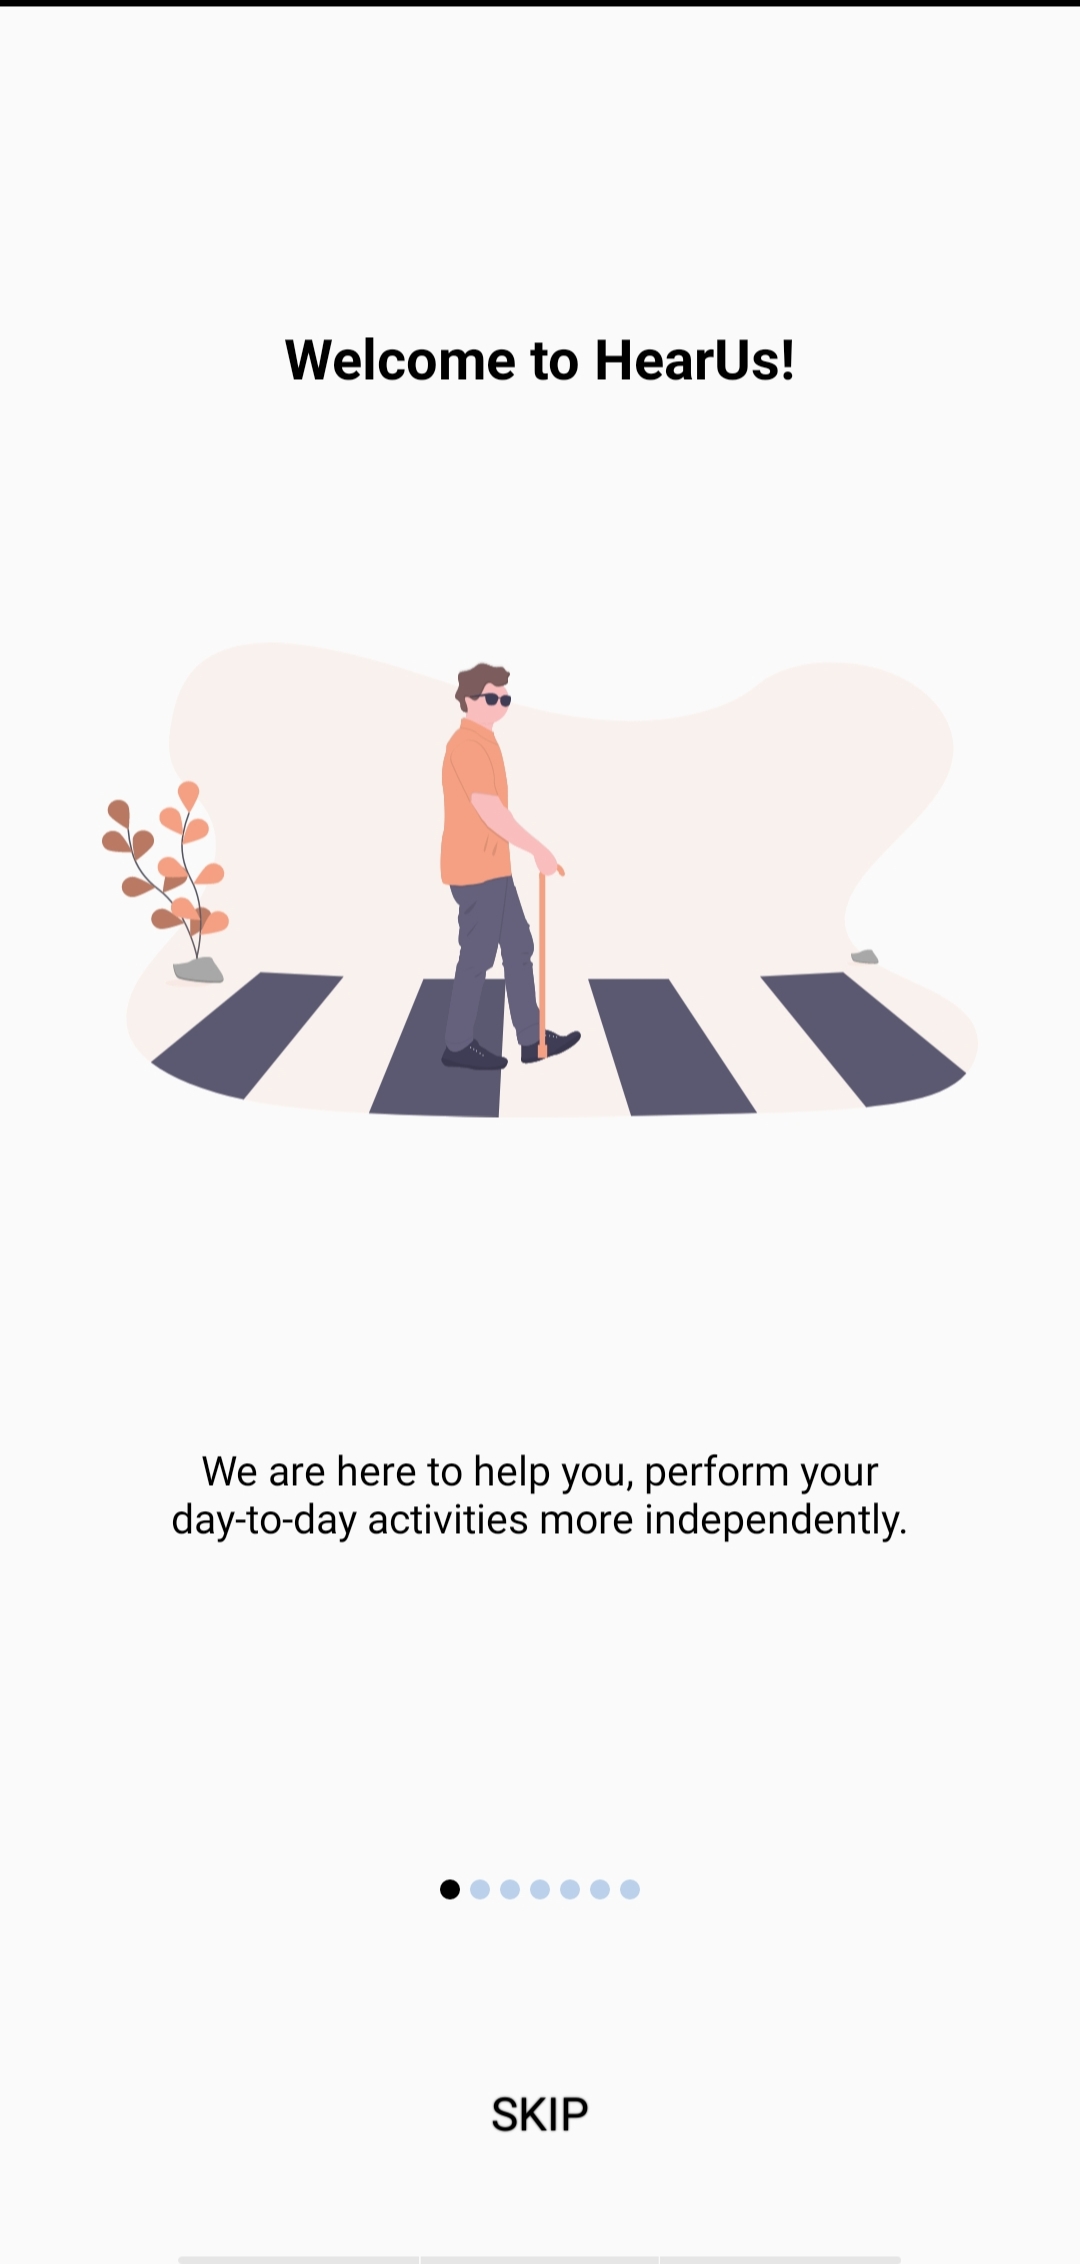 Welcome to HearUs!
We are here to help you, perform your
day-to-day activities more independently.
SKIP